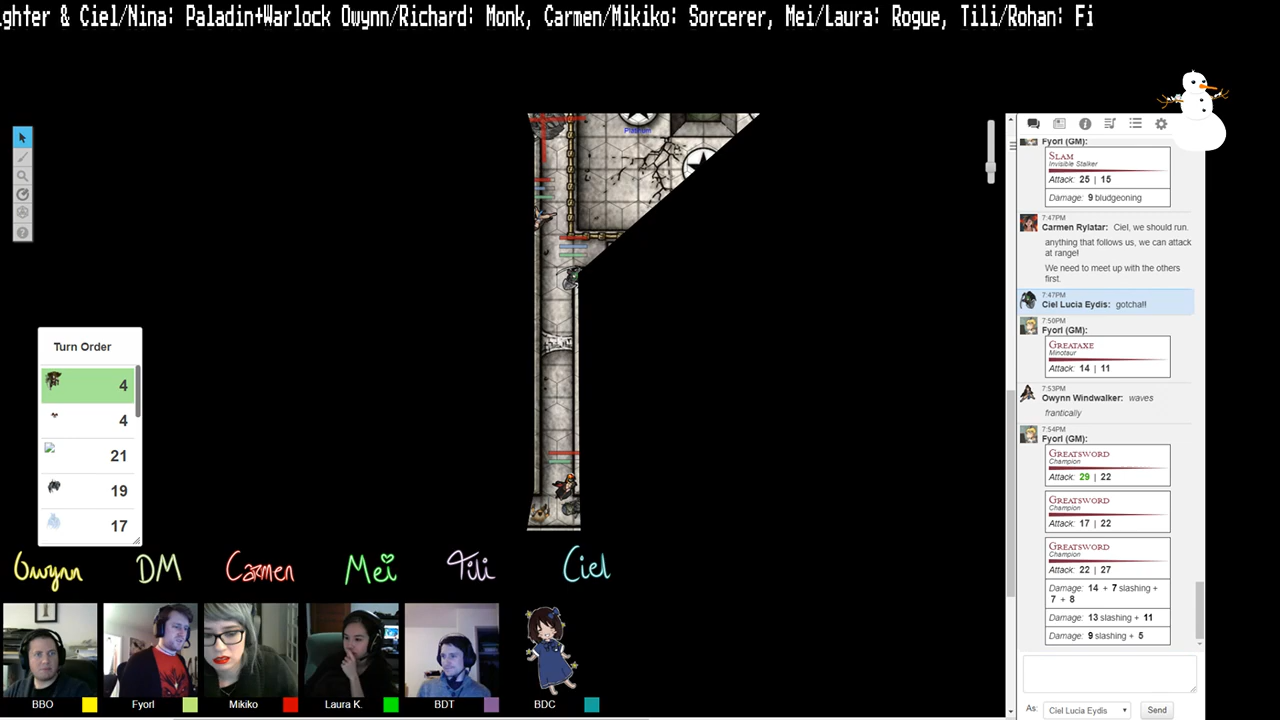 ghter & Ciel/Nina: Paladin+Warlock Owynn/Richard: Monk, Carmen/Mikiko: Sorcerer, Mei/Laura: Rogue, Tili/Rohan: Fi
Platinum
Fyorl (GM):
Slam
Invisible Stalker
Attack: 25 | 15
Damage: 9 bludgeoning
7:47PM
Carmen Rylatar: Ciel, we should run.
anything that follows us, we can attack
at range!
We need to meet up with the others
first.
7:47PM
Ciel Lucia Eydis: gotcha!!
7:50PM
Fyorl (GM):
Greataxe
Minotaur
Attack: 14 | 11
7:53PM
Owynn Windwalker: waves
frantically
7:54PM
Fyorl (GM):
Greatsword
Champion
Attack: 29 | 22
Greatsword
Champion
Attack: 17 | 22
Greatsword
Champion
Attack: 22 | 27
Damage: 14 + 7 slashing +
7 + 8
Damage: 13 slashing + 11
Damage: 9 slashing + 5
As: Ciel Lucia Eydis Send
Turn Order
4
4
21
19
17
Owynn DM Carmen Mei Tili Ciel
BBO Fyorl Mikiko Laura K. BDT BDC